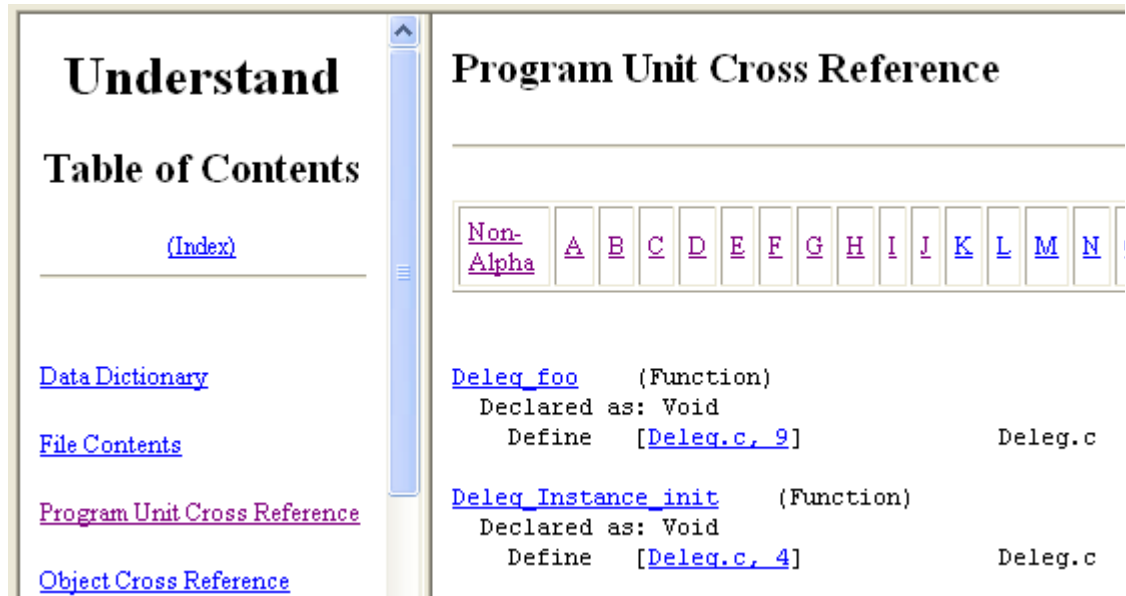 Understand
Table of Contents
(Index)
Data Dictionary
File Contents
Program Unit Cross Reference
Object Cross Reference
Program Unit Cross Reference
Non-
Alpha A B C D E F G H I J K L M N
Deleg_foo (Function)
Declared as: Void
Define [Deleg.c, 9] Deleg.c
Deleg_Instance_init (Function)
Declared as: Void
Define [Deleg.c, 4] Deleg.c